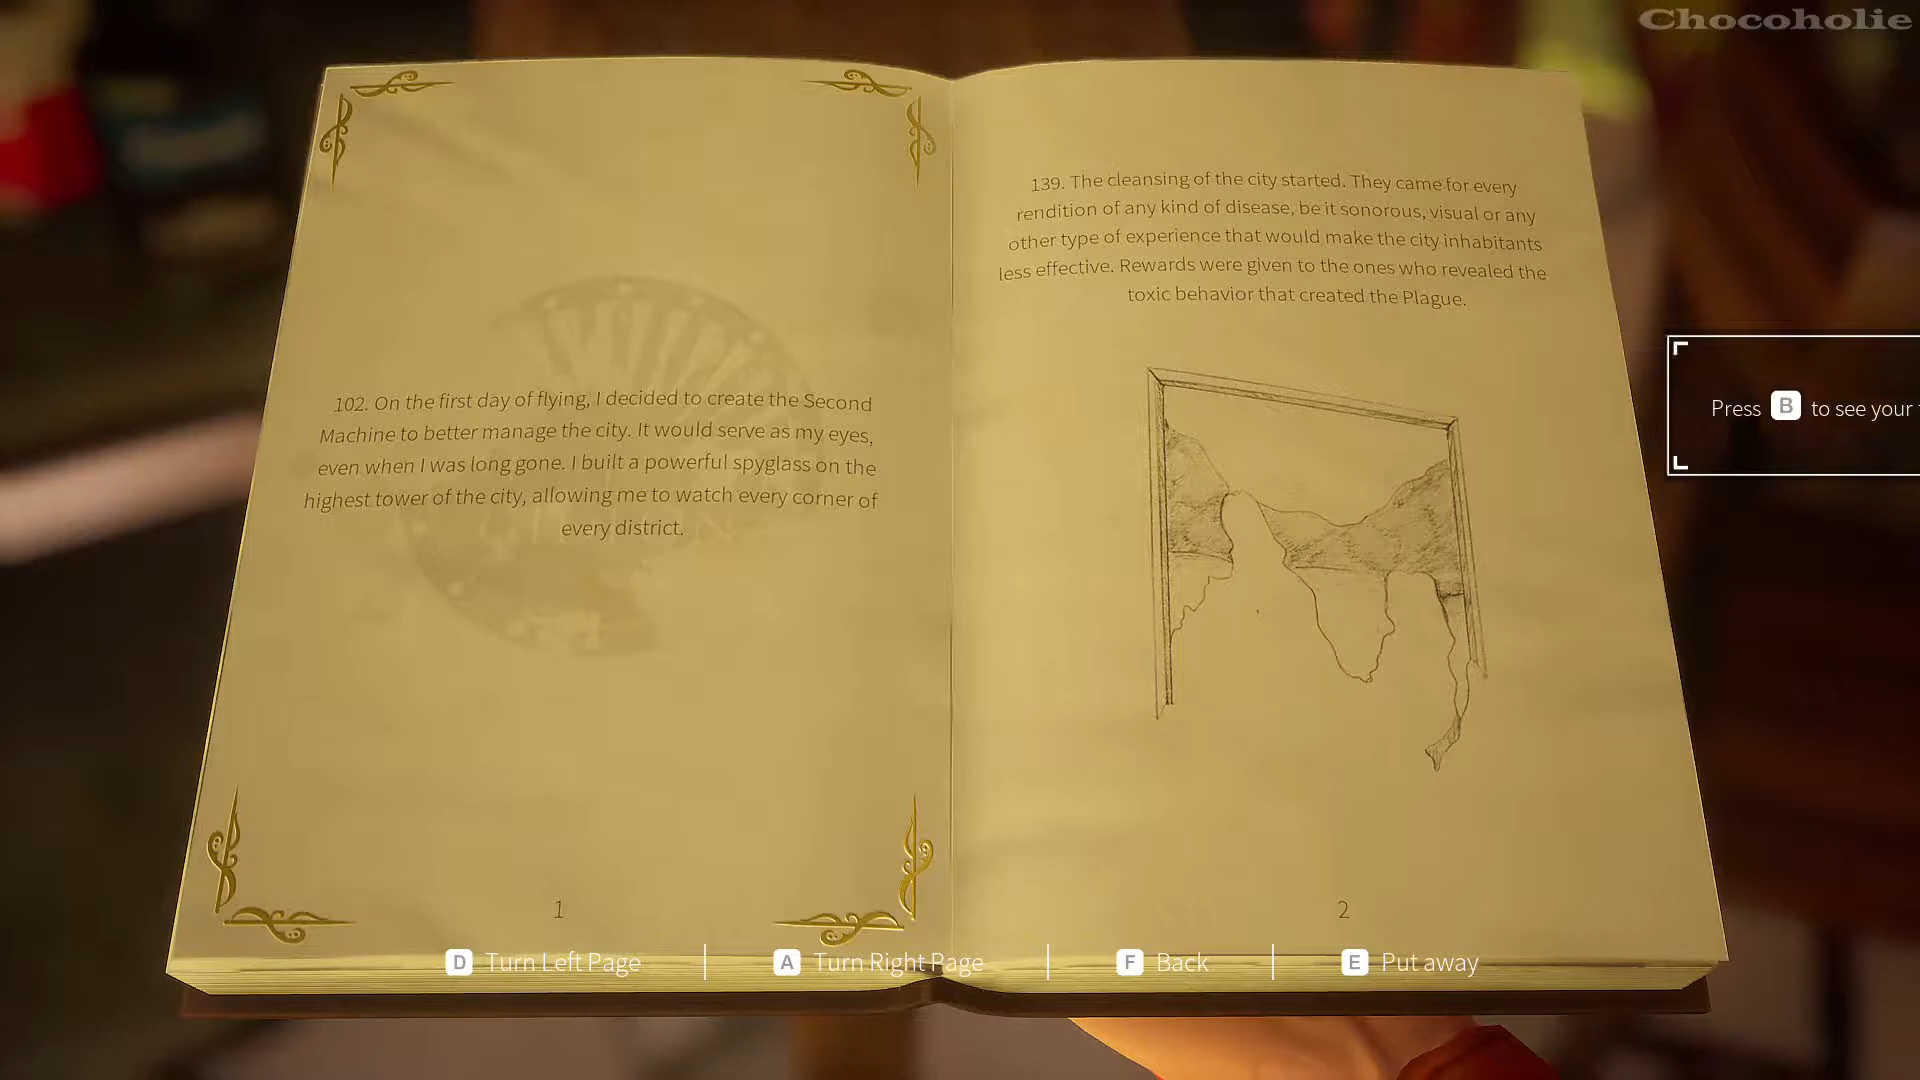 Chocoholie
102. On the first day of flying, I decided to create the Second
Machine to better manage the city. It would serve as my eyes,
even when I was long gone. I built a powerful spyglass on the
highest tower of the city, allowing me to watch every corner of
every district.
1
139. The cleansing of the city started. They came for every
rendition of any kind of disease, be it sonorous, visual or any
other type of experience that would make the city inhabitants
less effective. Rewards were given to the ones who revealed the
toxic behavior that created the Plague.
2
Press B to see your
D Turn Left Page
A Turn Right Page
F Back
E Put away